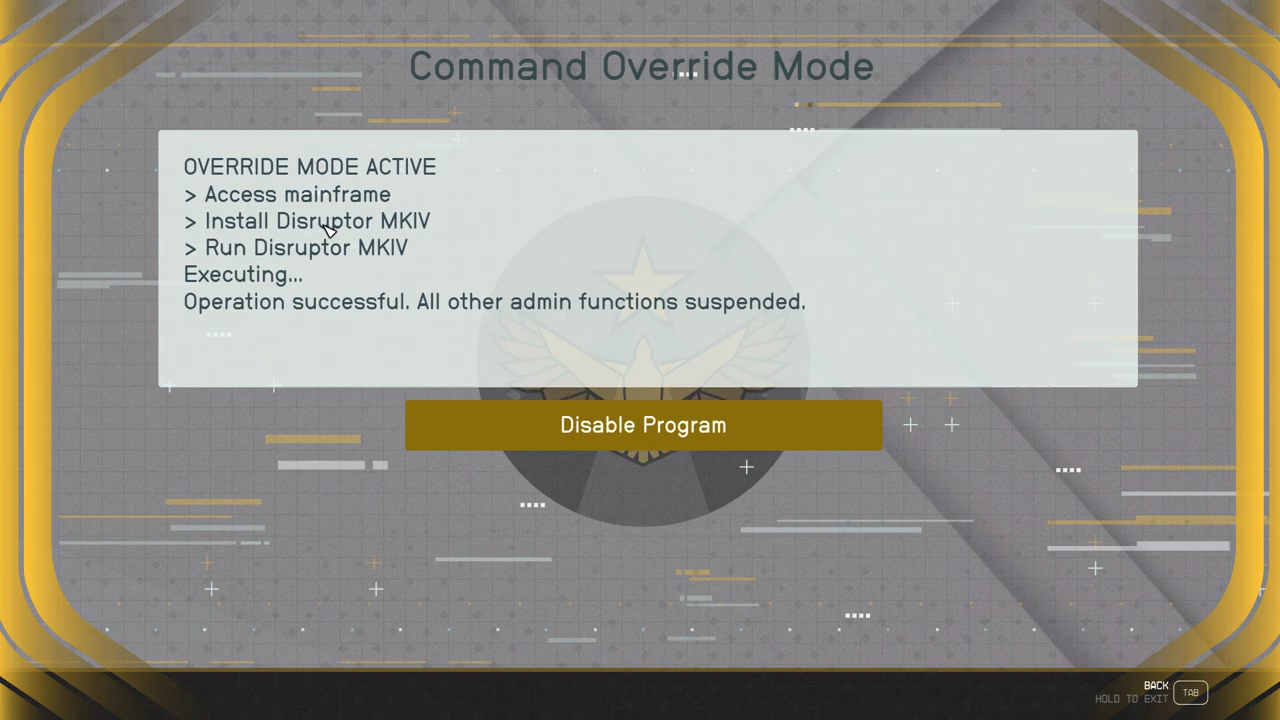 Command Override Mode
OVERRIDE MODE ACTIVE
> Access mainframe
> Install Disruptor MKIV
> Run Disruptor MKIV
Executing...
Operation successful. All other admin functions suspended.
Disable Program
BACK
HOLD TO EXIT TAB